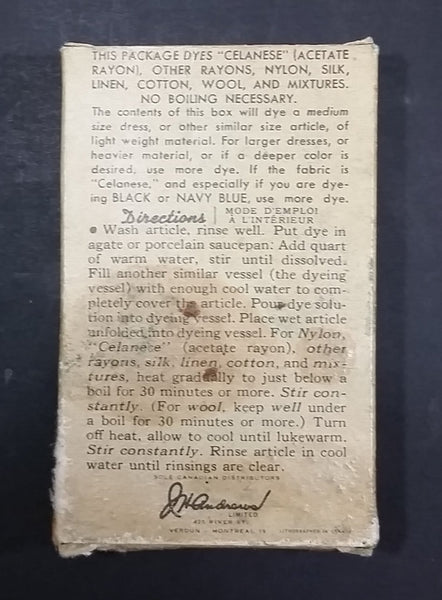 THIS PACKAGE DYES "CELANESE" (ACETATE
RAYON), OTHER RAYONS, NYLON, SILK,
LINEN, COTTON, WOOL, AND MIXTURES.
NO BOILING NECESSARY.
The contents of this box will dye a medium
size dress, or other similar size article, of
light weight material. For larger dresses, or
heavier material, or if a deeper color is
desired, use more dye. If the fabric is
"Celanese," and especially if you are dye-
ing BLACK or NAVY BLUE, use more dye.
Directions | MODE D'EMPLOI
À L'INTÉRIEUR
• Wash article, rinse well. Put dye in
agate or porcelain saucepan. Add quart
of warm water, stir until dissolved.
Fill another similar vessel (the dyeing
vessel) with enough cool water to com-
pletely cover the article. Pour dye solu-
tion into dyeing vessel. Place wet article
unfolded into dyeing vessel. For Nylon,
"Celanese" (acetate rayon), other
rayons, silk, linen, cotton, and mix-
tures, heat gradually to just below a
boil for 30 minutes or more. Stir con-
stantly. (For wool, keep well under
a boil for 30 minutes or more.) Turn
off heat, allow to cool until lukewarm.
Stir constantly. Rinse article in cool
water until rinsings are clear.
SOLE CANADIAN DISTRIBUTORS
J H Andrews
LIMITED
RIVER ST.
VERDUN - MONTREAL 19
LITHOGRAPHED IN CANADA